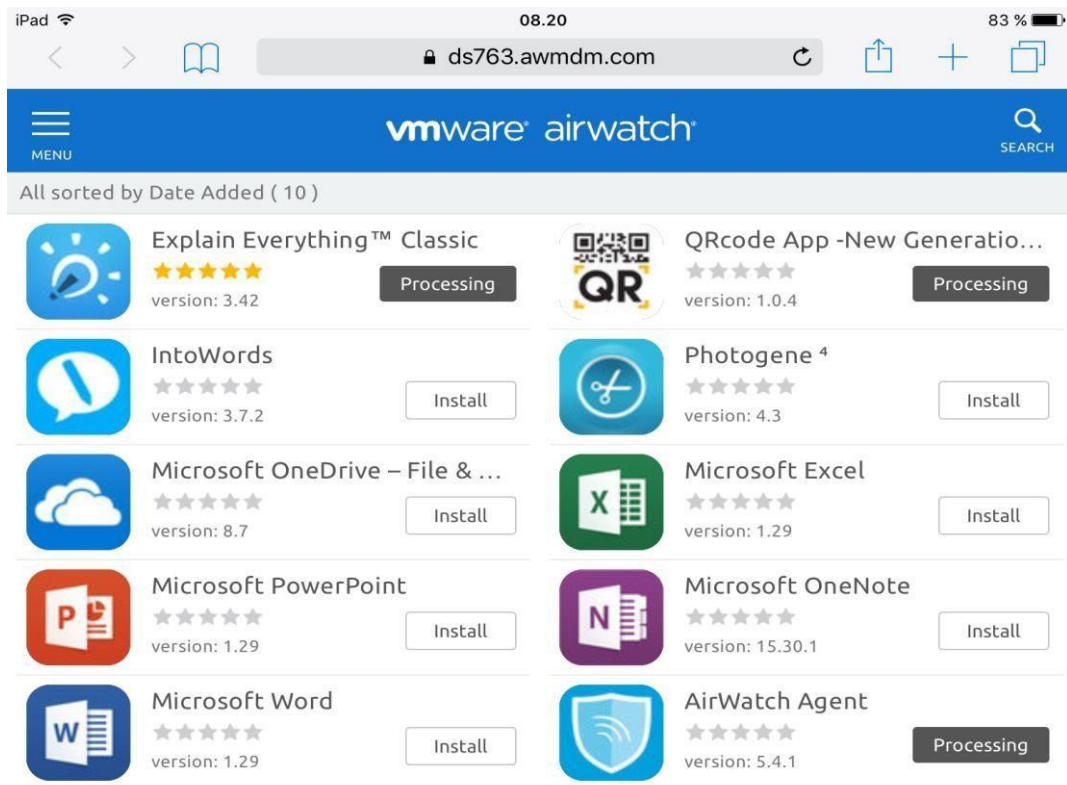 iPad 08.20 83 %
ds763.awmdm.com
MENU vmware airwatch SEARCH
All sorted by Date Added ( 10 )
Explain Everything™ Classic
Processing
version: 3.42
QRcode App -New Generatio...
QR
Processing
version: 1.0.4
IntoWords
Install
version: 3.7.2
Photogene ⁴
Install
version: 4.3
Microsoft OneDrive – File & ...
Install
version: 8.7
Microsoft Excel
X
Install
version: 1.29
Microsoft PowerPoint
P
Install
version: 1.29
Microsoft OneNote
N
Install
version: 15.30.1
Microsoft Word
W
Install
version: 1.29
AirWatch Agent
Processing
version: 5.4.1